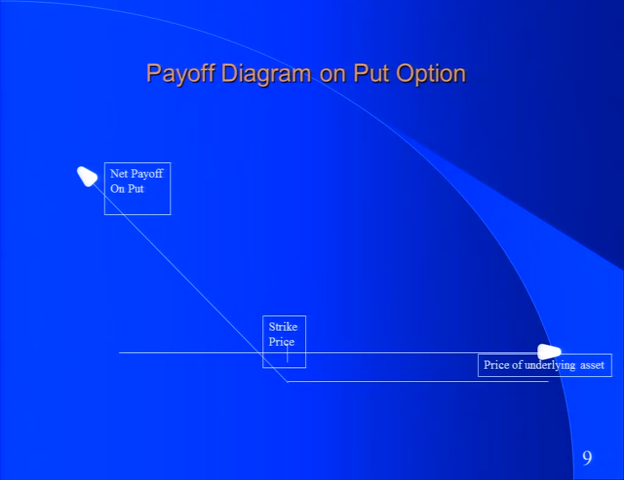 Payoff Diagram on Put Option
Net Payoff
On Put
Strike
Price
Price of underlying asset
9